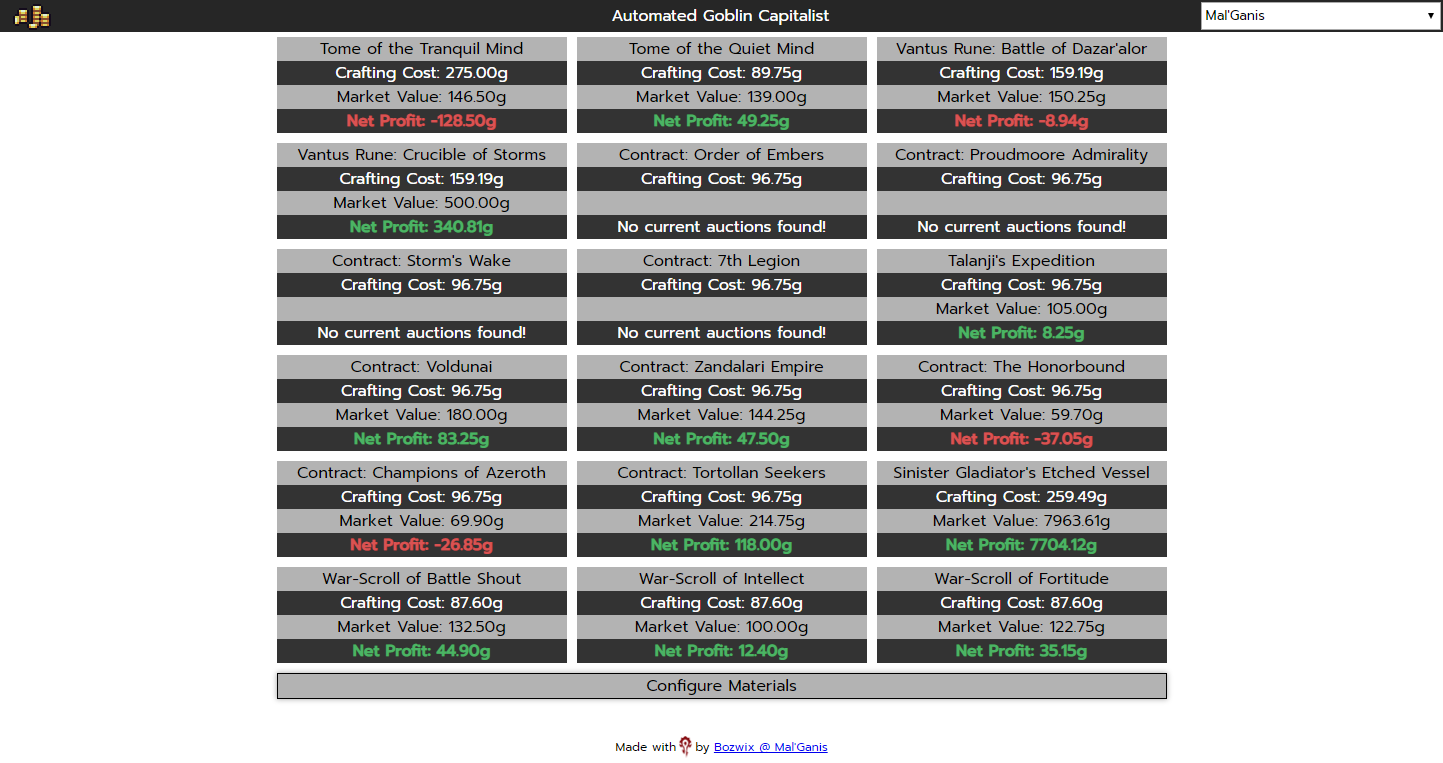 Automated Goblin Capitalist
Mal'Ganis
Tome of the Tranquil Mind
Crafting Cost: 275.00g
Market Value: 146.50g
Net Profit: -128.50g
Tome of the Quiet Mind
Crafting Cost: 89.75g
Market Value: 139.00g
Net Profit: 49.25g
Vantus Rune: Battle of Dazar'alor
Crafting Cost: 159.19g
Market Value: 150.25g
Net Profit: -8.94g
Vantus Rune: Crucible of Storms
Crafting Cost: 159.19g
Market Value: 500.00g
Net Profit: 340.81g
Contract: Order of Embers
Crafting Cost: 96.75g
No current auctions found!
Contract: Proudmoore Admirality
Crafting Cost: 96.75g
No current auctions found!
Contract: Storm's Wake
Crafting Cost: 96.75g
No current auctions found!
Contract: 7th Legion
Crafting Cost: 96.75g
No current auctions found!
Talanji's Expedition
Crafting Cost: 96.75g
Market Value: 105.00g
Net Profit: 8.25g
Contract: Voldunai
Crafting Cost: 96.75g
Market Value: 180.00g
Net Profit: 83.25g
Contract: Zandalari Empire
Crafting Cost: 96.75g
Market Value: 144.25g
Net Profit: 47.50g
Contract: The Honorbound
Crafting Cost: 96.75g
Market Value: 59.70g
Net Profit: -37.05g
Contract: Champions of Azeroth
Crafting Cost: 96.75g
Market Value: 69.90g
Net Profit: -26.85g
Contract: Tortollan Seekers
Crafting Cost: 96.75g
Market Value: 214.75g
Net Profit: 118.00g
Sinister Gladiator's Etched Vessel
Crafting Cost: 259.49g
Market Value: 7963.61g
Net Profit: 7704.12g
War-Scroll of Battle Shout
Crafting Cost: 87.60g
Market Value: 132.50g
Net Profit: 44.90g
War-Scroll of Intellect
Crafting Cost: 87.60g
Market Value: 100.00g
Net Profit: 12.40g
War-Scroll of Fortitude
Crafting Cost: 87.60g
Market Value: 122.75g
Net Profit: 35.15g
Configure Materials
Made with by Bozwix @ Mal'Ganis